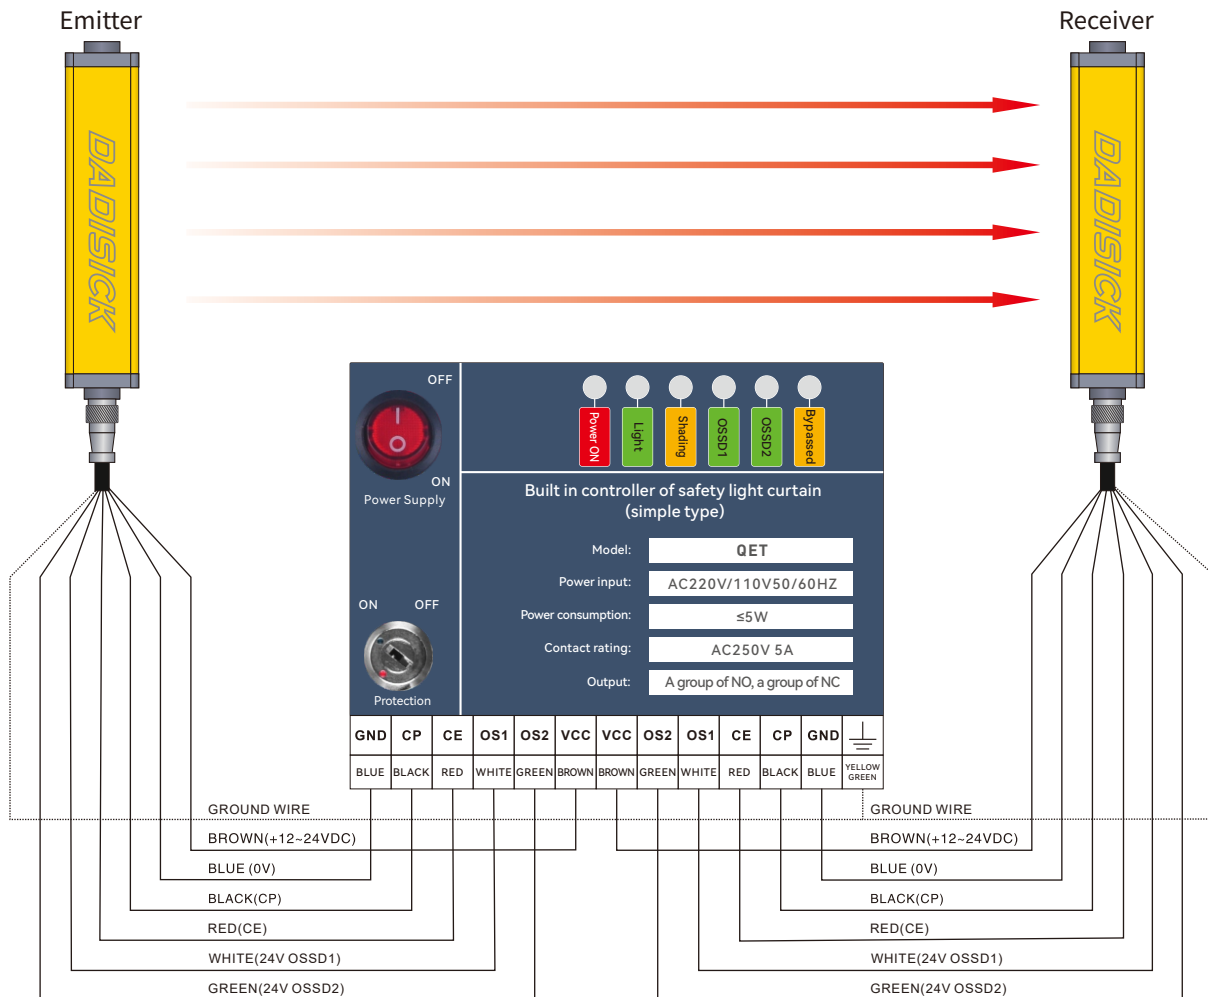 Emitter
Receiver
DADISICK
DADISICK
OFF
ON
Power Supply
ON OFF
Protection
Power ON
Light
Shading
OSSD1
OSSD2
Bypassed
Built in controller of safety light curtain
(simple type)
Model: QET
Power input: AC220V/110V50/60HZ
Power consumption: ≤5W
Contact rating: AC250V 5A
Output: A group of NO, a group of NC
GND CP CE OS1 OS2 VCC VCC OS2 OS1 CE CP GND
BLUE BLACK RED WHITE GREEN BROWN BROWN GREEN WHITE RED BLACK BLUE YELLOW
GREEN
GROUND WIRE GROUND WIRE
BROWN(+12~24VDC) BROWN(+12~24VDC)
BLUE (0V) BLUE (0V)
BLACK(CP) BLACK(CP)
RED(CE) RED(CE)
WHITE(24V OSSD1) WHITE(24V OSSD1)
GREEN(24V OSSD2) GREEN(24V OSSD2)